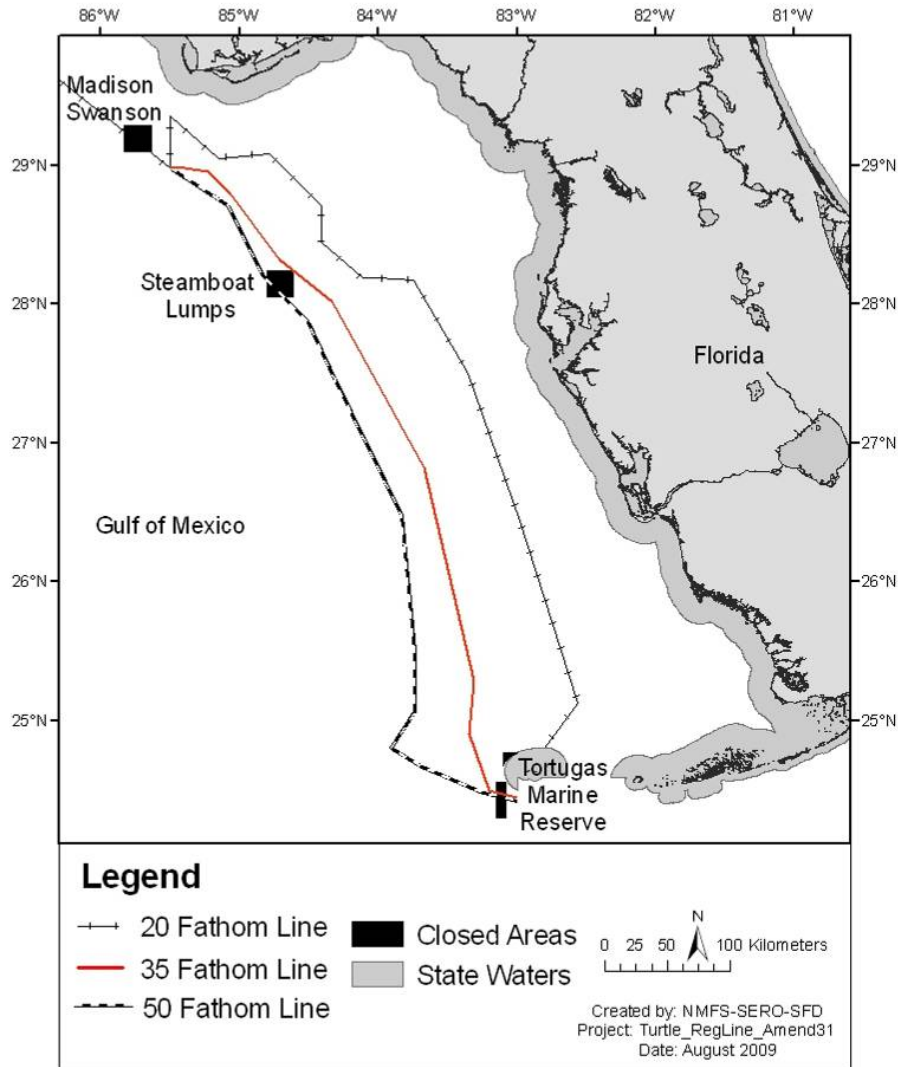 86°W 85°W 84°W 83°W 82°W 81°W
Madison
Swanson
29°N 29°N
Steamboat
Lumps
28°N 28°N
Florida
27°N 27°N
Gulf of Mexico
26°N 26°N
25°N 25°N
Tortugas
Marine
Reserve
Legend
20 Fathom Line
35 Fathom Line
50 Fathom Line
Closed Areas
State Waters
N
0 25 50 100 Kilometers
Created by: NMFS-SERO-SFD
Project: Turtle_RegLine_Amend31
Date: August 2009